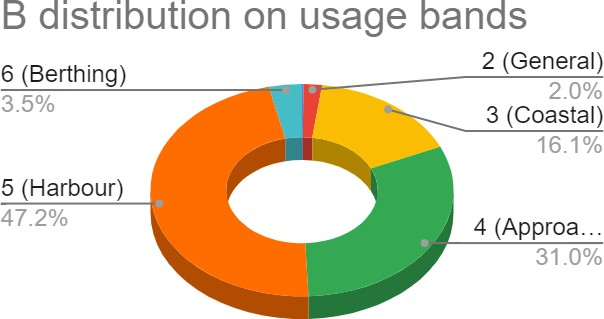 B distribution on usage bands
2 (General)
2.0%
3 (Coastal)
16.1%
4 (Approa…
31.0%
5 (Harbour)
47.2%
6 (Berthing)
3.5%